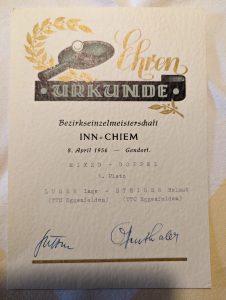 Ehren
URKUNDE
Bezirkseinzelmeisterschaft
INN-CHIEM
8. April 1956 — Gendorf.
MIXED - DOPPEL
4. Platz
LUGER Inge - STEIGER Helmut
(TTC Eggenfelden) (TTC Eggenfelden)